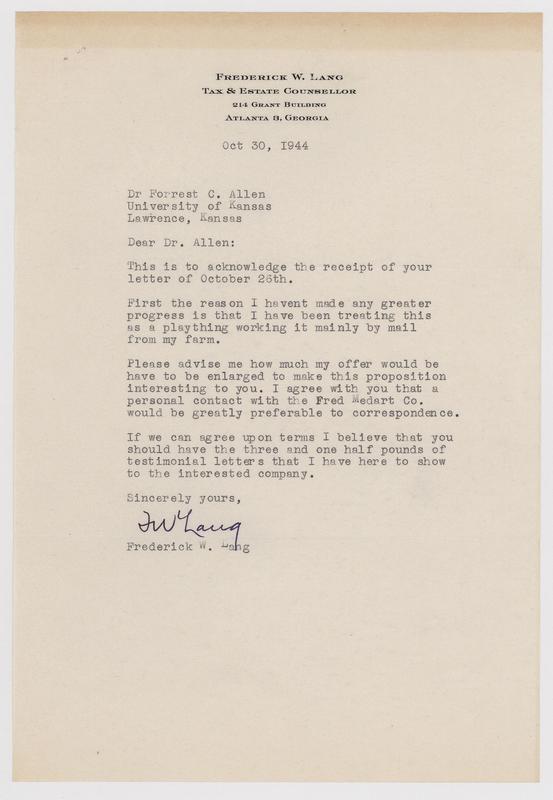 Frederick W. Lang
Tax & Estate Counsellor
214 Grant Building
Atlanta 3, Georgia
Oct 30, 1944
Dr Forrest C. Allen
University of Kansas
Lawrence, Kansas
Dear Dr. Allen:
This is to acknowledge the receipt of your
letter of October 26th.
First the reason I havent made any greater
progress is that I have been treating this
as a plaything working it mainly by mail
from my farm.
Please advise me how much my offer would be
have to be enlarged to make this proposition
interesting to you. I agree with you that a
personal contact with the Fred Medart Co.
would be greatly preferable to correspondence.
If we can agree upon terms I believe that you
should have the three and one half pounds of
testimonial letters that I have here to show
to the interested company.
Sincerely yours,
FW Lang
Frederick W. Lang